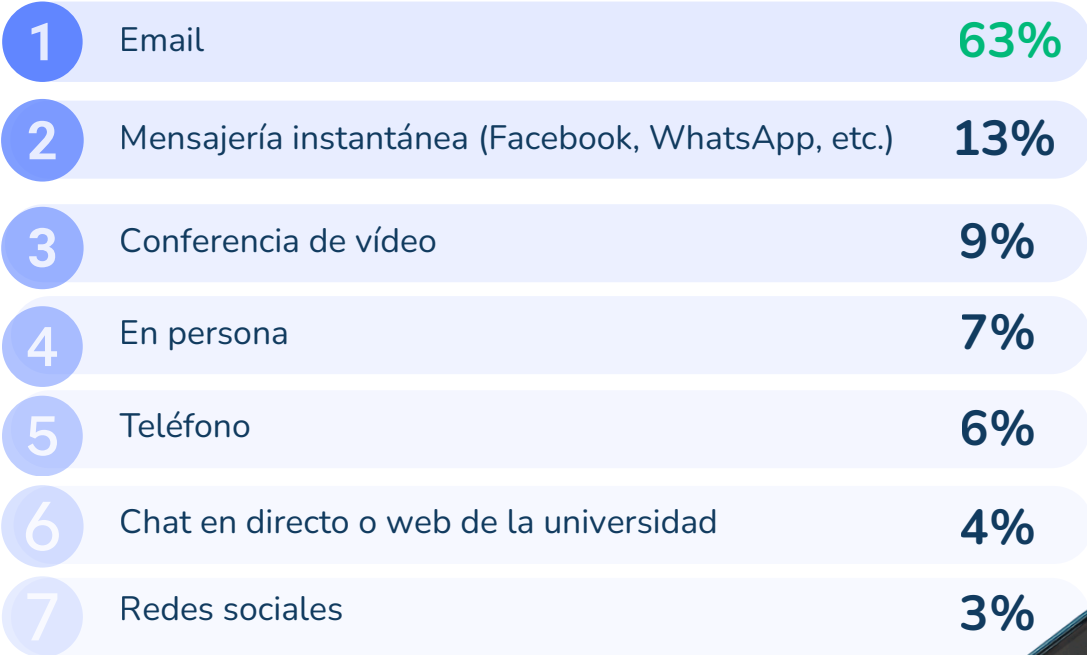 1 Email 63%
2 Mensajería instantánea (Facebook, WhatsApp, etc.) 13%
3 Conferencia de vídeo 9%
4 En persona 7%
5 Teléfono 6%
6 Chat en directo o web de la universidad 4%
7 Redes sociales 3%